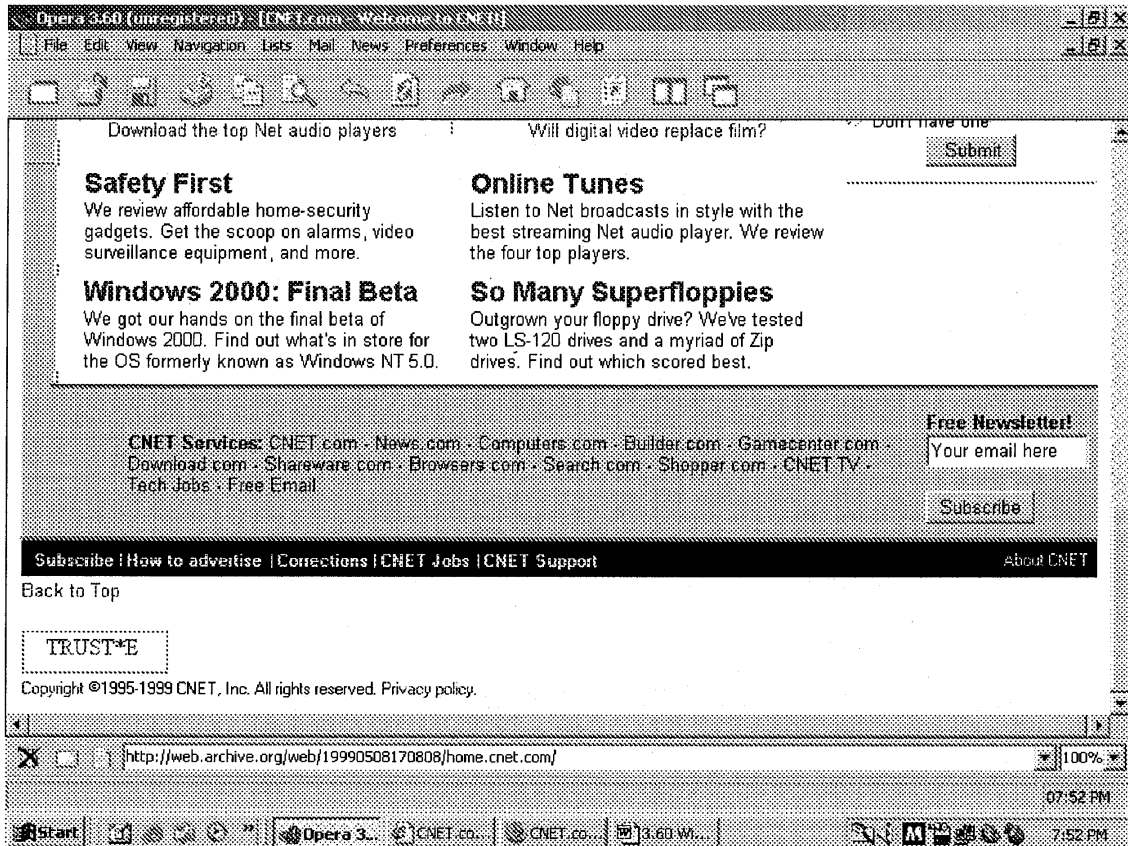 Opera 3.60 (unregistered) - [CNET.com - Welcome to CNET!]
File Edit View Navigation Lists Mail News Preferences Window Help
Download the top Net audio players
Will digital video replace film?
Don't have one
Submit
Safety First
We review affordable home-security
gadgets. Get the scoop on alarms, video
surveillance equipment, and more.
Online Tunes
Listen to Net broadcasts in style with the
best streaming Net audio player. We review
the four top players.
Windows 2000: Final Beta
We got our hands on the final beta of
Windows 2000. Find out what's in store for
the OS formerly known as Windows NT 5.0.
So Many Superfloppies
Outgrown your floppy drive? We've tested
two LS-120 drives and a myriad of Zip
drives. Find out which scored best.
CNET Services: CNET.com - News.com - Computers.com - Builder.com - Gamecenter.com
Download.com - Shareware.com - Browsers.com - Search.com - Shopper.com - CNET TV -
Tech Jobs - Free Email
Free Newsletter!
Your email here
Subscribe
Subscribe | How to advertise | Corrections | CNET Jobs | CNET Support
About CNET
Back to Top
TRUST*E
Copyright ©1995-1999 CNET, Inc. All rights reserved. Privacy policy.
http://web.archive.org/web/19990508170808/home.cnet.com/
100%
07:52 PM
Start
Opera 3...
CNET.co...
CNET.co...
3.60 Wi...
7:52 PM